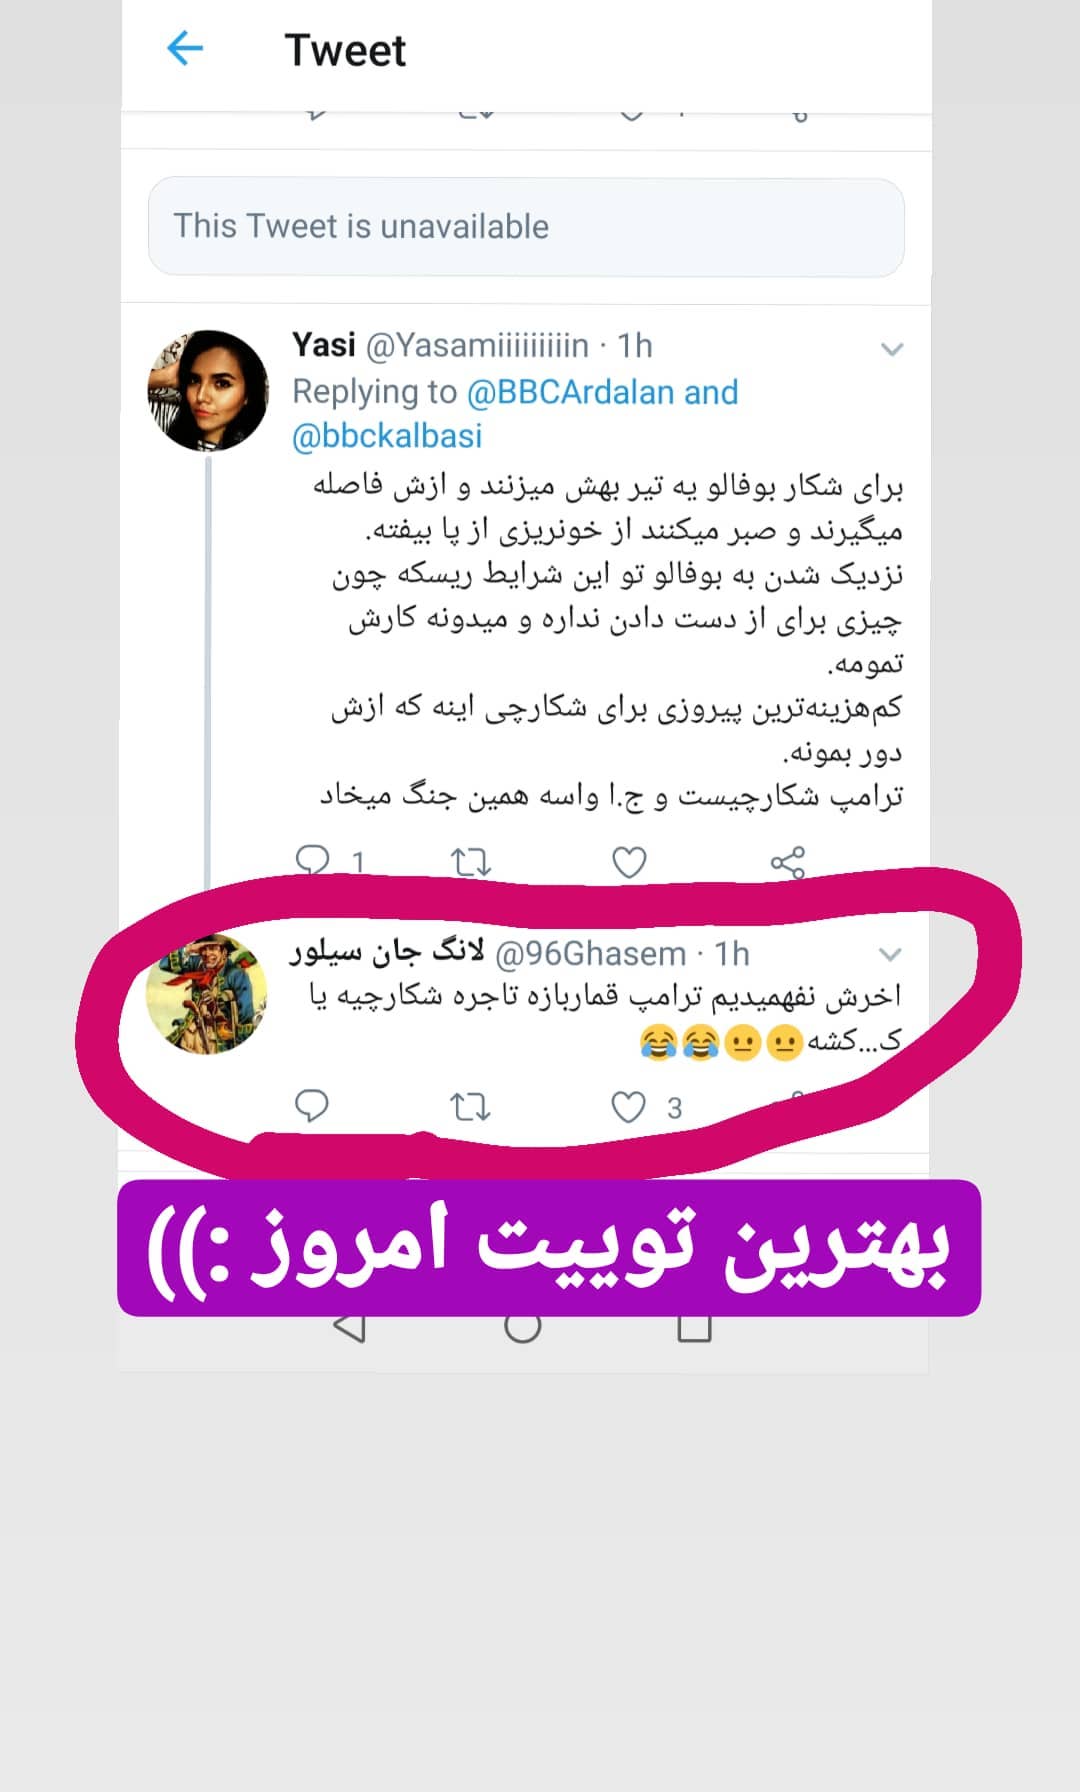 Tweet
This Tweet is unavailable
Yasi @Yasamiiiiiiiiin · 1h
Replying to @BBCArdalan and
@bbckalbasi
برای شکار بوفالو یه تیر بهش میزنند و ازش فاصله
میگیرند و صبر میکنند از خونریزی از پا بیفته.
نزدیک شدن به بوفالو تو این شرایط ریسکه چون
چیزی برای از دست دادن نداره و میدونه کارش
تمومه.
کم‌هزینه‌ترین پیروزی برای شکارچی اینه که ازش
دور بمونه.
ترامپ شکارچیست و ج.ا واسه همین جنگ میخاد
1
لانگ جان سیلور @96Ghasem · 1h
اخرش نفهمیدیم ترامپ قماربازه تاجره شکارچیه یا
ک...کشه😐😐😂😂
3
بهترین توییت امروز :))